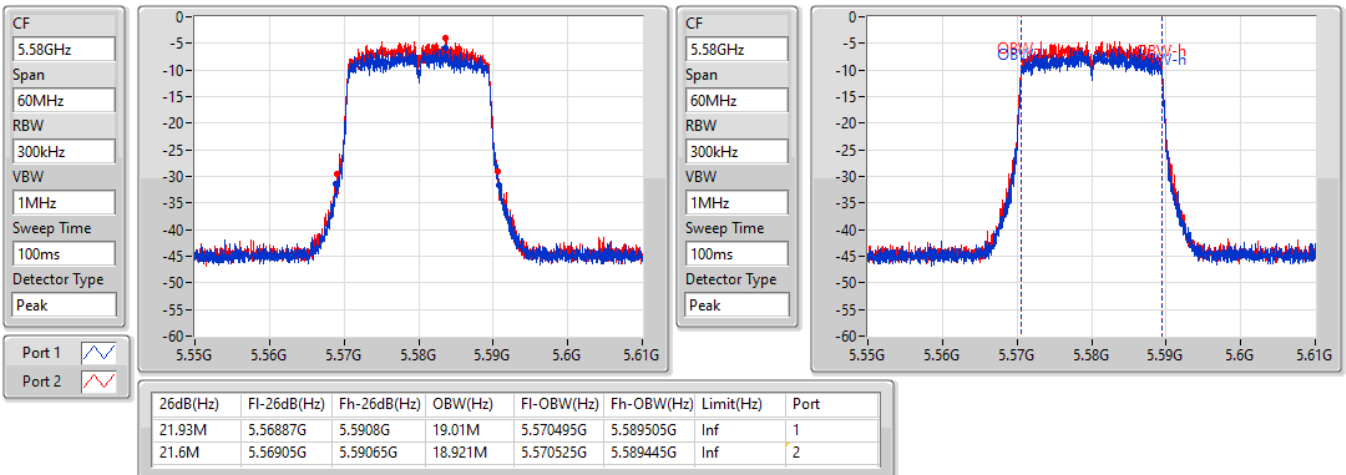 CF
5.58GHz
Span
60MHz
RBW
300kHz
VBW
1MHz
Sweep Time
100ms
Detector Type
Peak
Port 1
Port 2
0
-5
-10
-15
-20
-25
-30
-35
-40
-45
-50
-55
-60
5.55G 5.56G 5.57G 5.58G 5.59G 5.6G 5.61G
CF
5.58GHz
Span
60MHz
RBW
300kHz
VBW
1MHz
Sweep Time
100ms
Detector Type
Peak
0
-5
-10
-15
-20
-25
-30
-35
-40
-45
-50
-55
-60
5.55G 5.56G 5.57G 5.58G 5.59G 5.6G 5.61G
26dB(Hz) Fl-26dB(Hz) Fh-26dB(Hz) OBW(Hz) Fl-OBW(Hz) Fh-OBW(Hz) Limit(Hz) Port
21.93M 5.56887G 5.5908G 19.01M 5.570495G 5.589505G Inf 1
21.6M 5.56905G 5.59065G 18.921M 5.570525G 5.589445G Inf 2